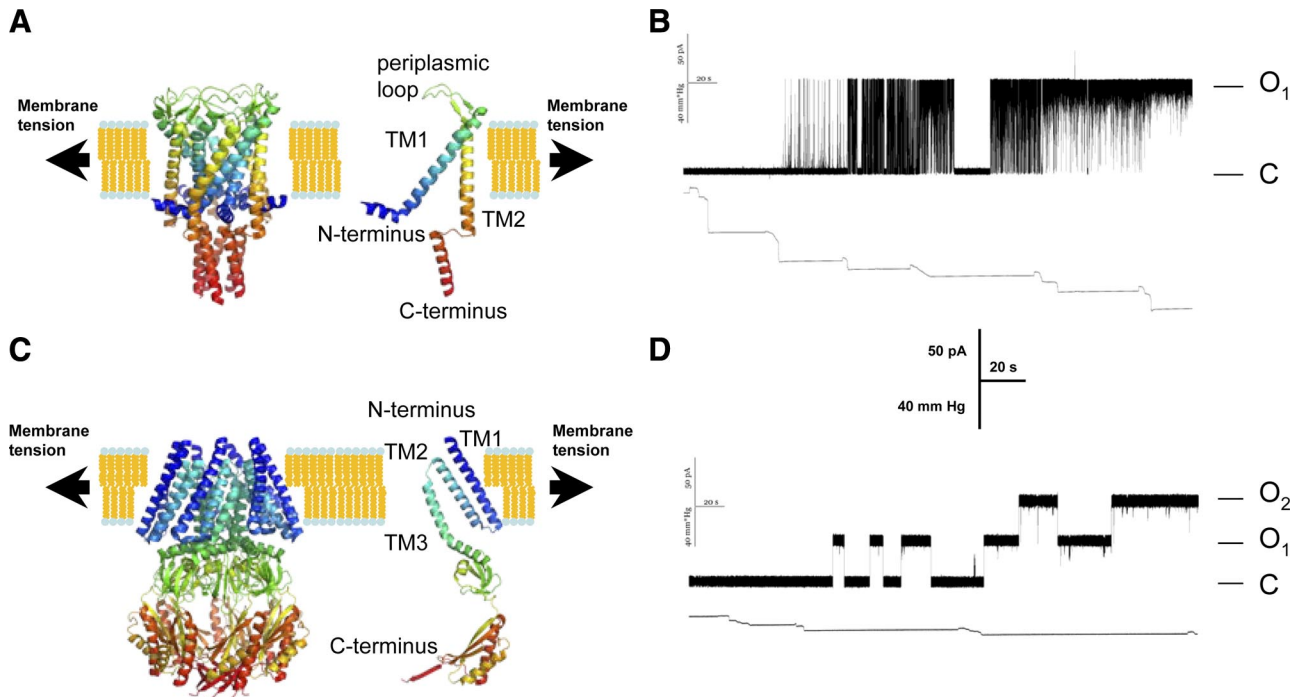 A
periplasmic
loop
Membrane
tension
Membrane
tension
TM1
TM2
N-terminus
C-terminus
B
50 pA
20 s
40 mm*Hg
O1
C
C
N-terminus
Membrane
tension
TM2
TM1
Membrane
tension
TM3
C-terminus
D
50 pA
20 s
40 mm Hg
50 pA
20 s
40 mm*Hg
O2
O1
C